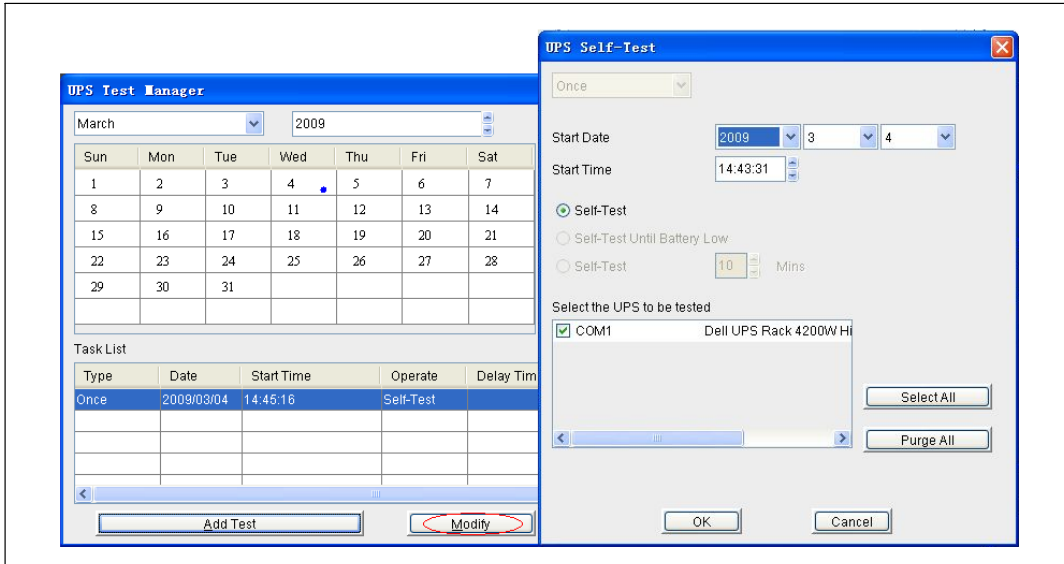 UPS Test Manager
March 2009
Sun Mon Tue Wed Thu Fri Sat
1 2 3 4 5 6 7
8 9 10 11 12 13 14
15 16 17 18 19 20 21
22 23 24 25 26 27 28
29 30 31
Task List
Type Date Start Time Operate Delay Tim
Once 2009/03/04 14:45:16 Self-Test
Add Test Modify
UPS Self-Test
Once
Start Date 2009 3 4
Start Time 14:43:31
Self-Test
Self-Test Until Battery Low
Self-Test 10 Mins
Select the UPS to be tested
COM1 Dell UPS Rack 4200W Hi
Select All
Purge All
OK Cancel